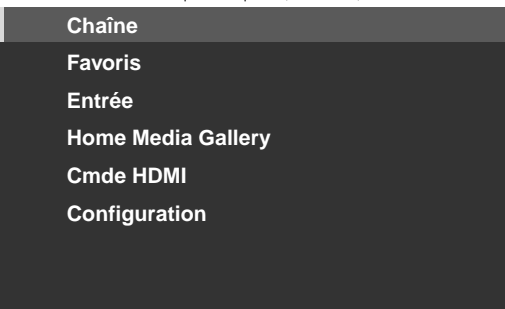 Chaîne
Favoris
Entrée
Home Media Gallery
Cmde HDMI
Configuration